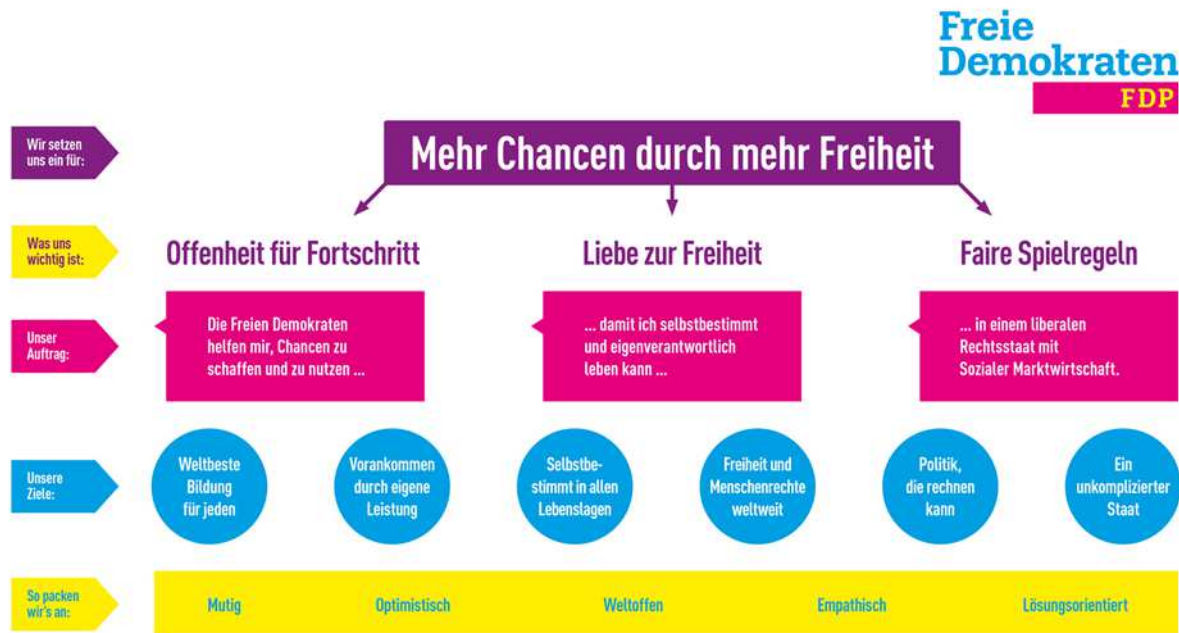 Freie
Demokraten
FDP
Wir setzen
uns ein für:
Mehr Chancen durch mehr Freiheit
Was uns
wichtig ist:
Offenheit für Fortschritt
Liebe zur Freiheit
Faire Spielregeln
Unser
Auftrag:
Die Freien Demokraten
helfen mir, Chancen zu
schaffen und zu nutzen ...
... damit ich selbstbestimmt
und eigenverantwortlich
leben kann ...
... in einem liberalen
Rechtsstaat mit
Sozialer Marktwirtschaft.
Unsere
Ziele:
Weltbeste
Bildung
für jeden
Vorankommen
durch eigene
Leistung
Selbstbe-
stimmt in allen
Lebenslagen
Freiheit und
Menschenrechte
weltweit
Politik,
die rechnen
kann
Ein
unkomplizierter
Staat
So packen
wir's an:
Mutig
Optimistisch
Weltoffen
Empathisch
Lösungsorientiert